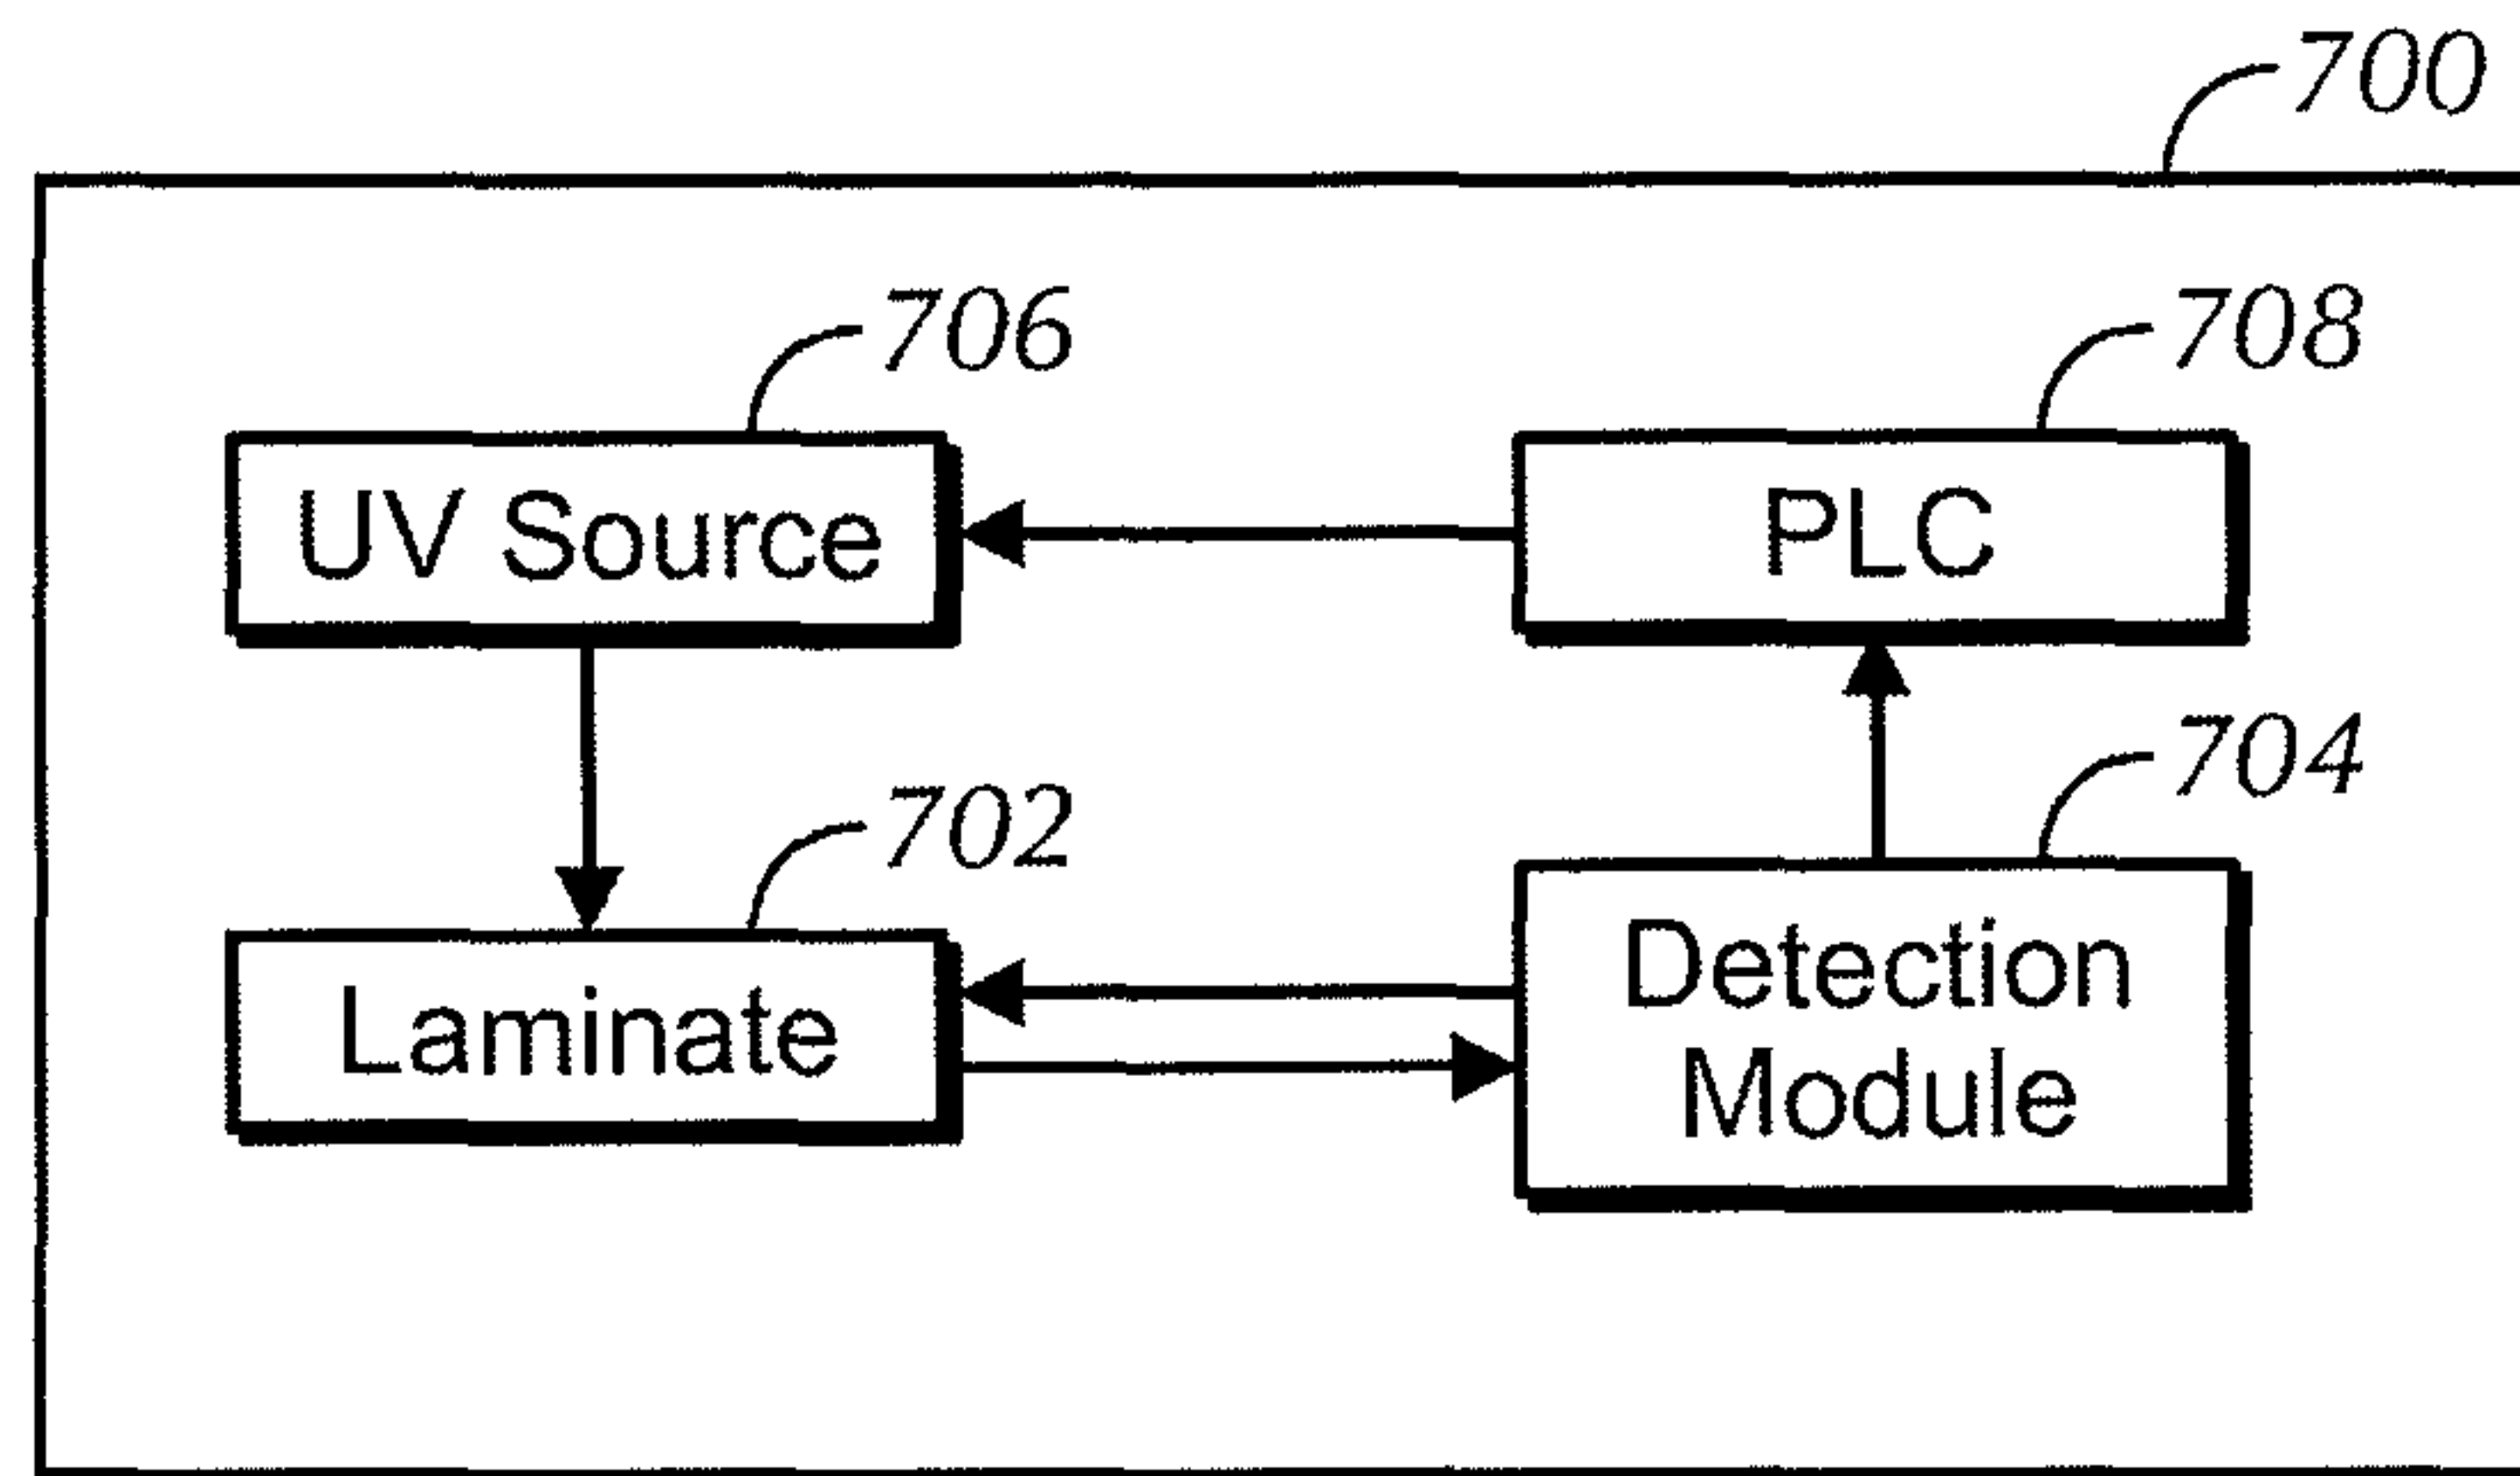 700
706
708
UV Source
PLC
702
704
Laminate
Detection
Module